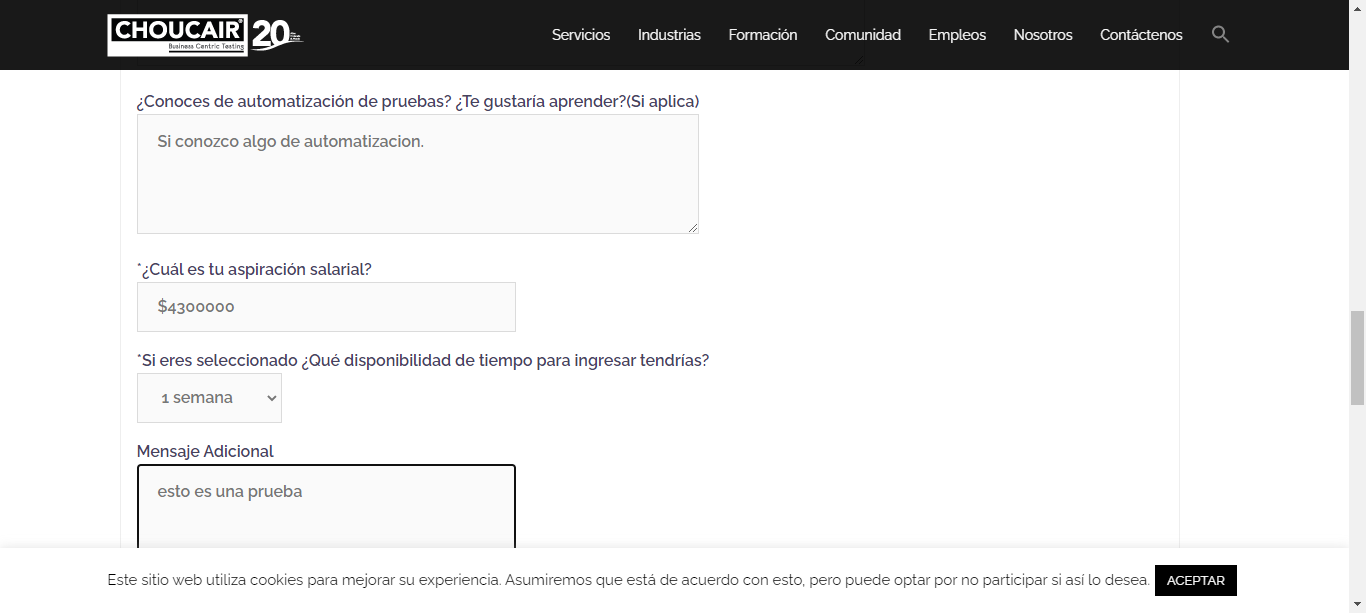 CHOUCAIR
Business Centric Testing
20
Servicios Industrias Formación Comunidad Empleos Nosotros Contáctenos
¿Conoces de automatización de pruebas? ¿Te gustaría aprender?(Si aplica)
Si conozco algo de automatizacion.
*¿Cuál es tu aspiración salarial?
$4300000
*Si eres seleccionado ¿Qué disponibilidad de tiempo para ingresar tendrías?
1 semana
Mensaje Adicional
esto es una prueba
Este sitio web utiliza cookies para mejorar su experiencia. Asumiremos que está de acuerdo con esto, pero puede optar por no participar si así lo desea. ACEPTAR